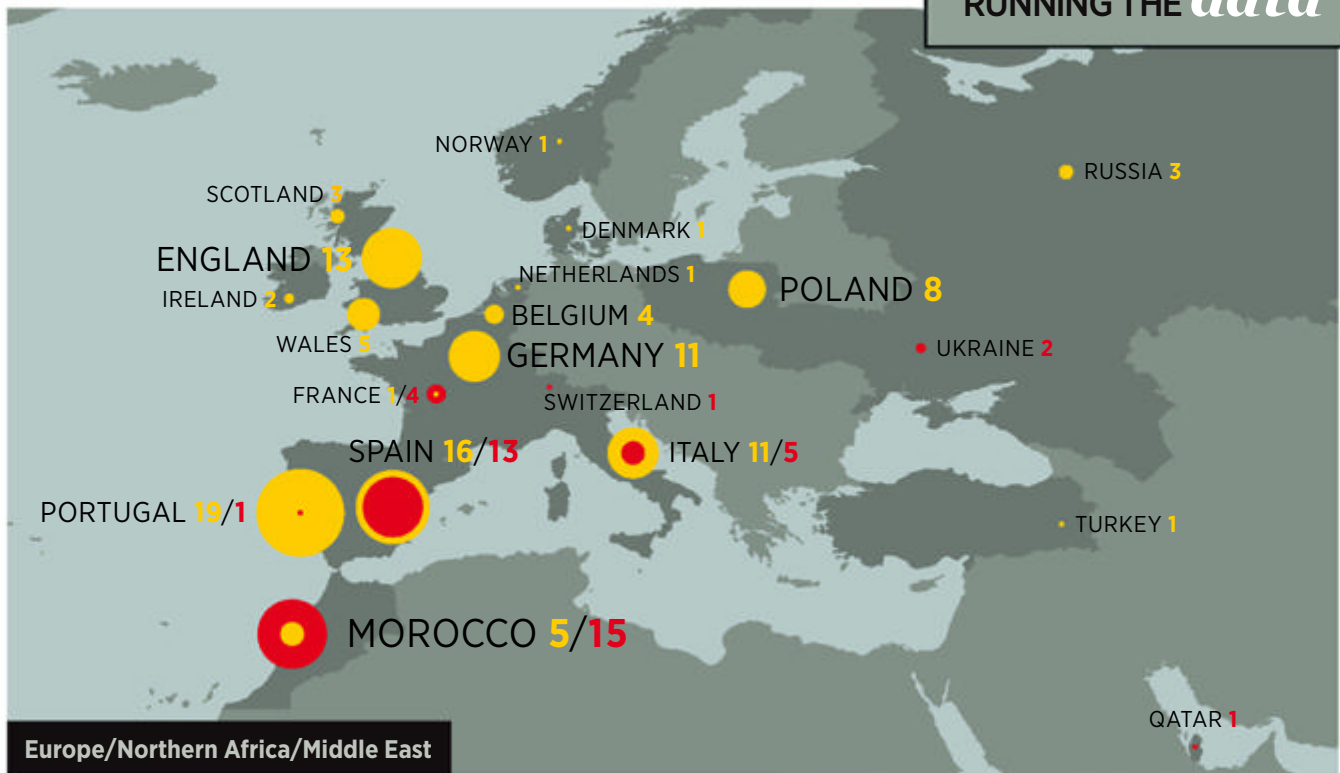 RUNNING THE data
NORWAY 1
RUSSIA 3
SCOTLAND 3
DENMARK 1
ENGLAND 13
NETHERLANDS 1
POLAND 8
IRELAND 2
BELGIUM 4
WALES 5
UKRAINE 2
GERMANY 11
FRANCE 1/4
SWITZERLAND 1
SPAIN 16/13
ITALY 11/5
PORTUGAL 19/1
TURKEY 1
MOROCCO 5/15
QATAR 1
Europe/Northern Africa/Middle East